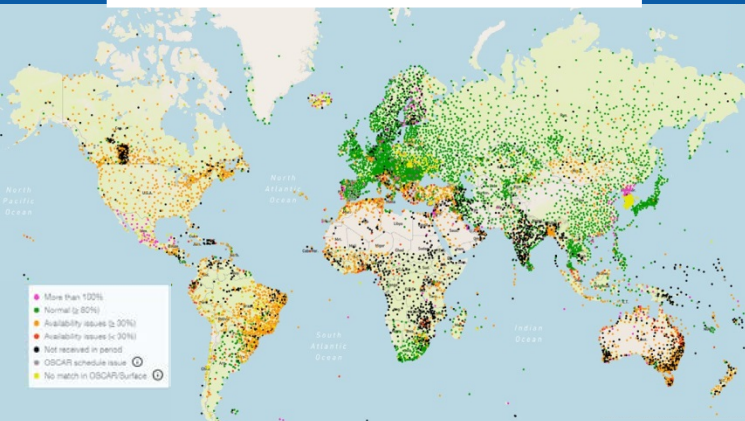 North
Pacific
Ocean
North
Atlantic
Ocean
USA
South
Atlantic
Ocean
Indian
Ocean
More than 100%
Normal (≥ 80%)
Availability issues (≥ 30%)
Availability issues (< 30%)
Not received in period
OSCAR schedule issue
No match in OSCAR/Surface